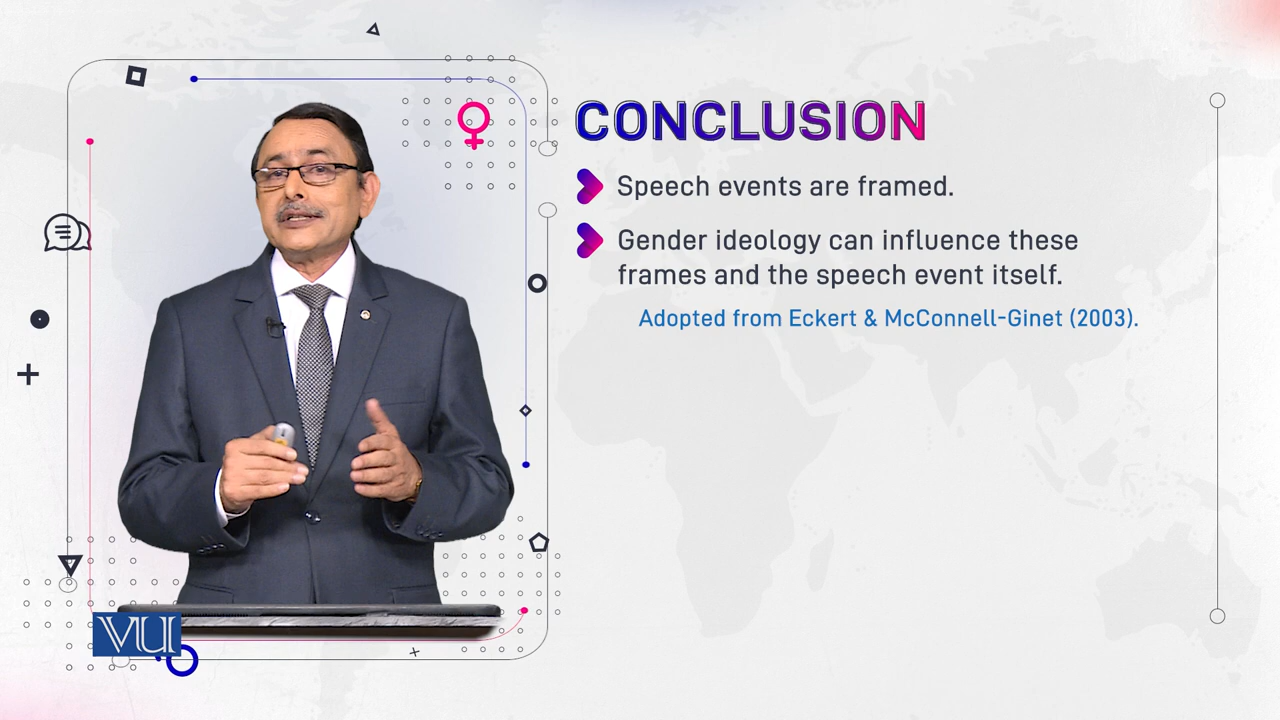 CONCLUSION
Speech events are framed.
Gender ideology can influence these
frames and the speech event itself.
Adopted from Eckert & McConnell-Ginet (2003).
VU